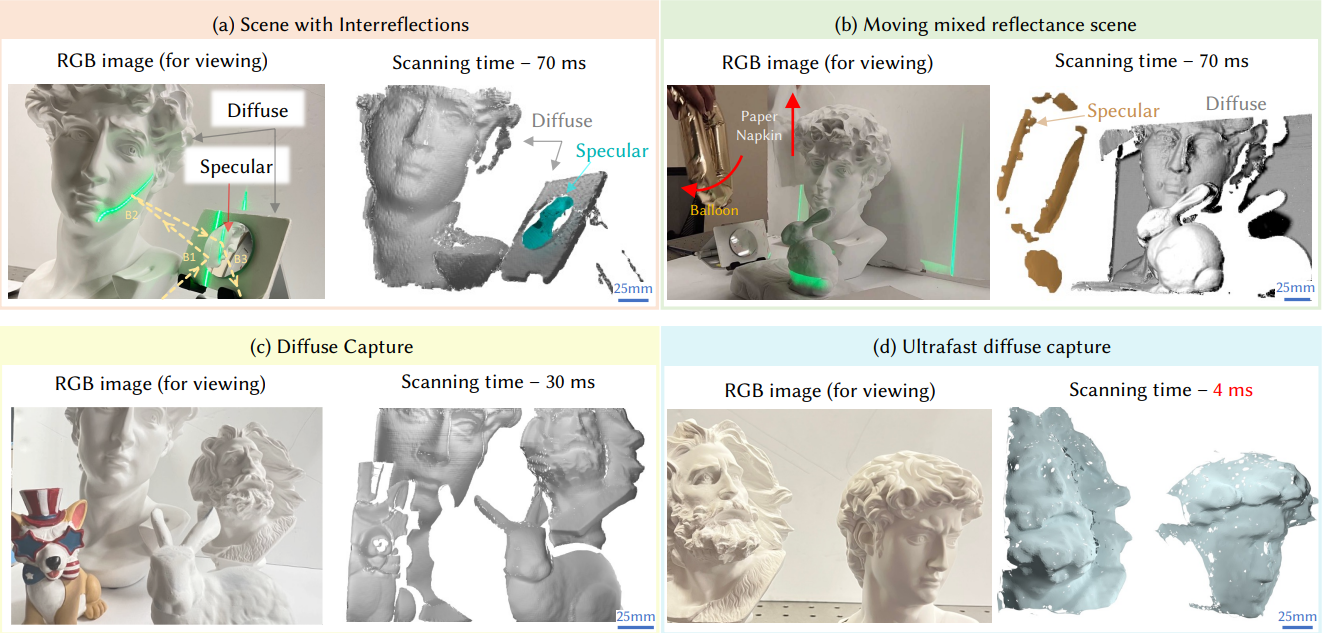 (a) Scene with Interreflections
RGB image (for viewing)
Scanning time – 70 ms
Diffuse
Specular
B2
B1
B3
Diffuse
Specular
25mm
(b) Moving mixed reflectance scene
RGB image (for viewing)
Scanning time – 70 ms
Paper
Napkin
Balloon
Specular
Diffuse
25mm
(c) Diffuse Capture
RGB image (for viewing)
Scanning time – 30 ms
25mm
(d) Ultrafast diffuse capture
RGB image (for viewing)
Scanning time – 4 ms
25mm